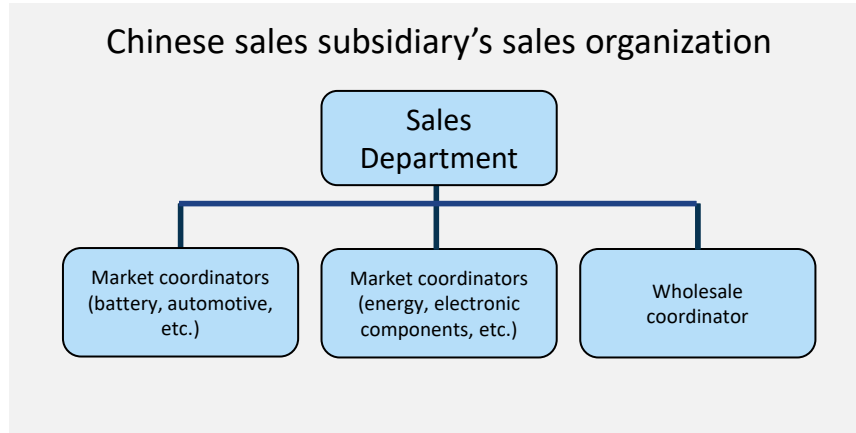 Chinese sales subsidiary’s sales organization
Sales
Department
Market coordinators
(battery, automotive,
etc.)
Market coordinators
(energy, electronic
components, etc.)
Wholesale
coordinator